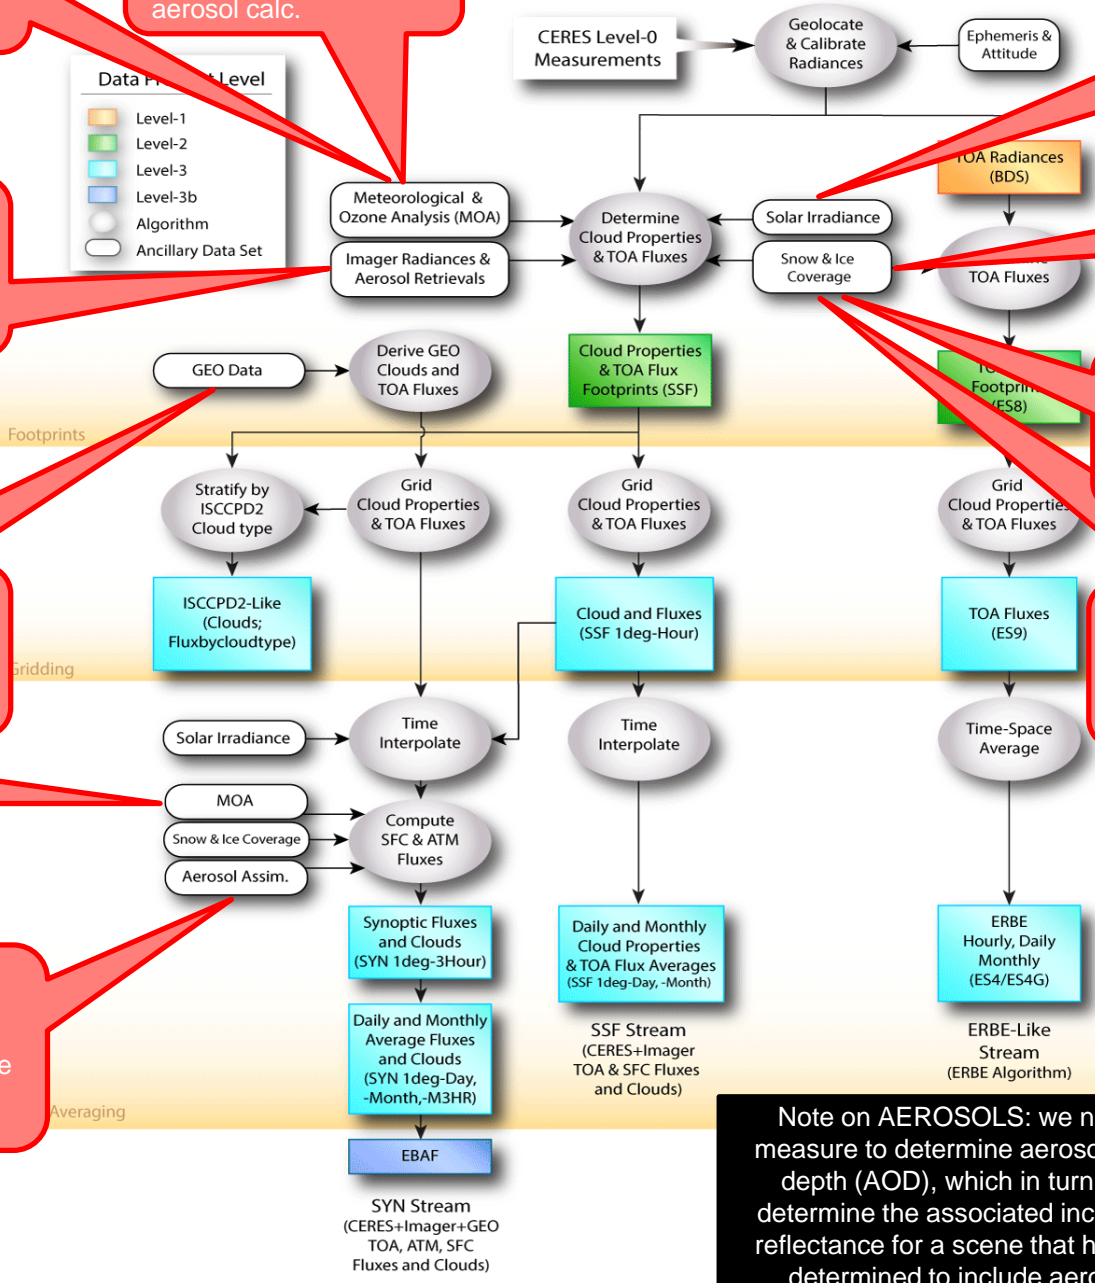 aerosol calc.
CERES Level-0
Measurements
Geolocate
& Calibrate
Radiances
Ephemeris &
Attitude
Data Level
Level-1
Level-2
Level-3
Level-3b
Algorithm
Ancillary Data Set
TOA Radiances
(BDS)
Meteorological &
Ozone Analysis (MOA)
Imager Radiances &
Aerosol Retrievals
Determine
Cloud Properties
& TOA Fluxes
Solar Irradiance
Snow & Ice
Coverage
TOA Fluxes
GEO Data
Derive GEO
Clouds and
TOA Fluxes
Cloud Properties
& TOA Flux
Footprints (SSF)
Footprint
(ES8)
Footprints
Stratify by
ISCCPD2
Cloud type
Grid
Cloud Properties
& TOA Fluxes
Grid
Cloud Properties
& TOA Fluxes
Grid
Cloud Properties
& TOA Fluxes
ISCCPD2-Like
(Clouds;
Fluxbycloudtype)
Cloud and Fluxes
(SSF 1deg-Hour)
TOA Fluxes
(ES9)
Gridding
Solar Irradiance
Time
Interpolate
Time
Interpolate
Time-Space
Average
MOA
Snow & Ice Coverage
Aerosol Assim.
Compute
SFC & ATM
Fluxes
Synoptic Fluxes
and Clouds
(SYN 1deg-3Hour)
Daily and Monthly
Cloud Properties
& TOA Flux Averages
(SSF 1deg-Day, -Month)
ERBE
Hourly, Daily
Monthly
(ES4/ES4G)
Daily and Monthly
Average Fluxes
and Clouds
(SYN 1deg-Day,
-Month,-M3HR)
SSF Stream
(CERES+Imager
TOA & SFC Fluxes
and Clouds)
ERBE-Like
Stream
(ERBE Algorithm)
Averaging
EBAF
SYN Stream
(CERES+Imager+GEO
TOA, ATM, SFC
Fluxes and Clouds)
Note on AEROSOLS: we
measure to determine
depth (AOD), which in turn
determine the associated
reflectance for a scene that
determined to include